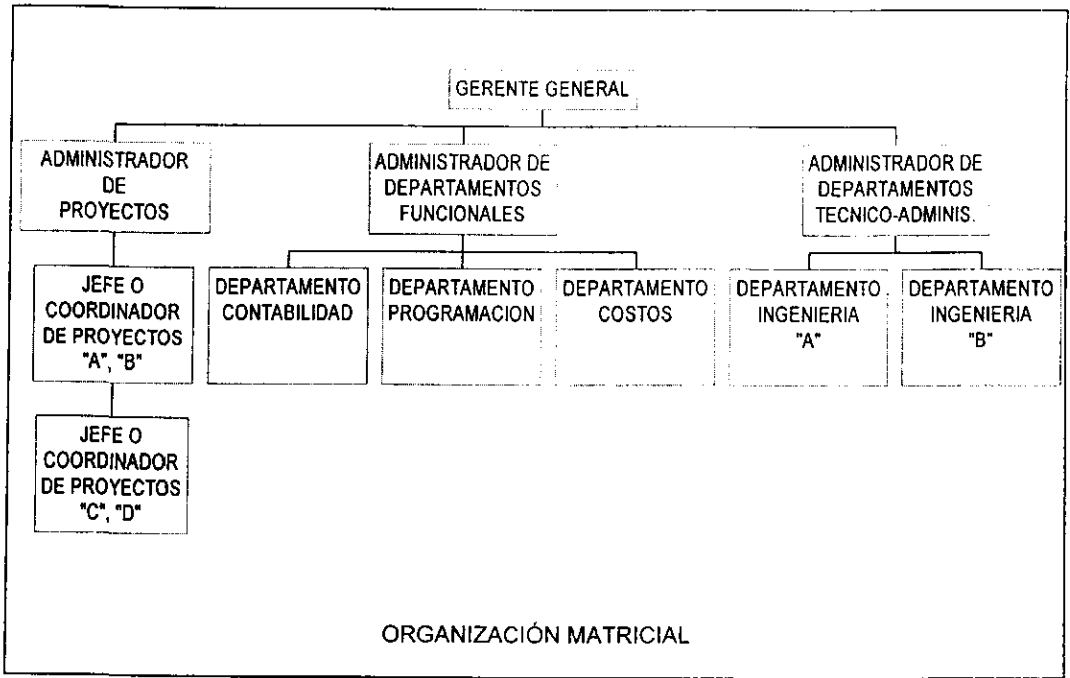 GERENTE GENERAL
ADMINISTRADOR
DE
PROYECTOS
ADMINISTRADOR DE
DEPARTAMENTOS
FUNCIONALES
ADMINISTRADOR DE
DEPARTAMENTOS
TECNICO-ADMINIS.
JEFE O
COORDINADOR
DE PROYECTOS
"A", "B"
DEPARTAMENTO
CONTABILIDAD
DEPARTAMENTO
PROGRAMACION
DEPARTAMENTO
COSTOS
DEPARTAMENTO
INGENIERIA
"A"
DEPARTAMENTO
INGENIERIA
"B"
JEFE O
COORDINADOR
DE PROYECTOS
"C", "D"
ORGANIZACIÓN MATRICIAL